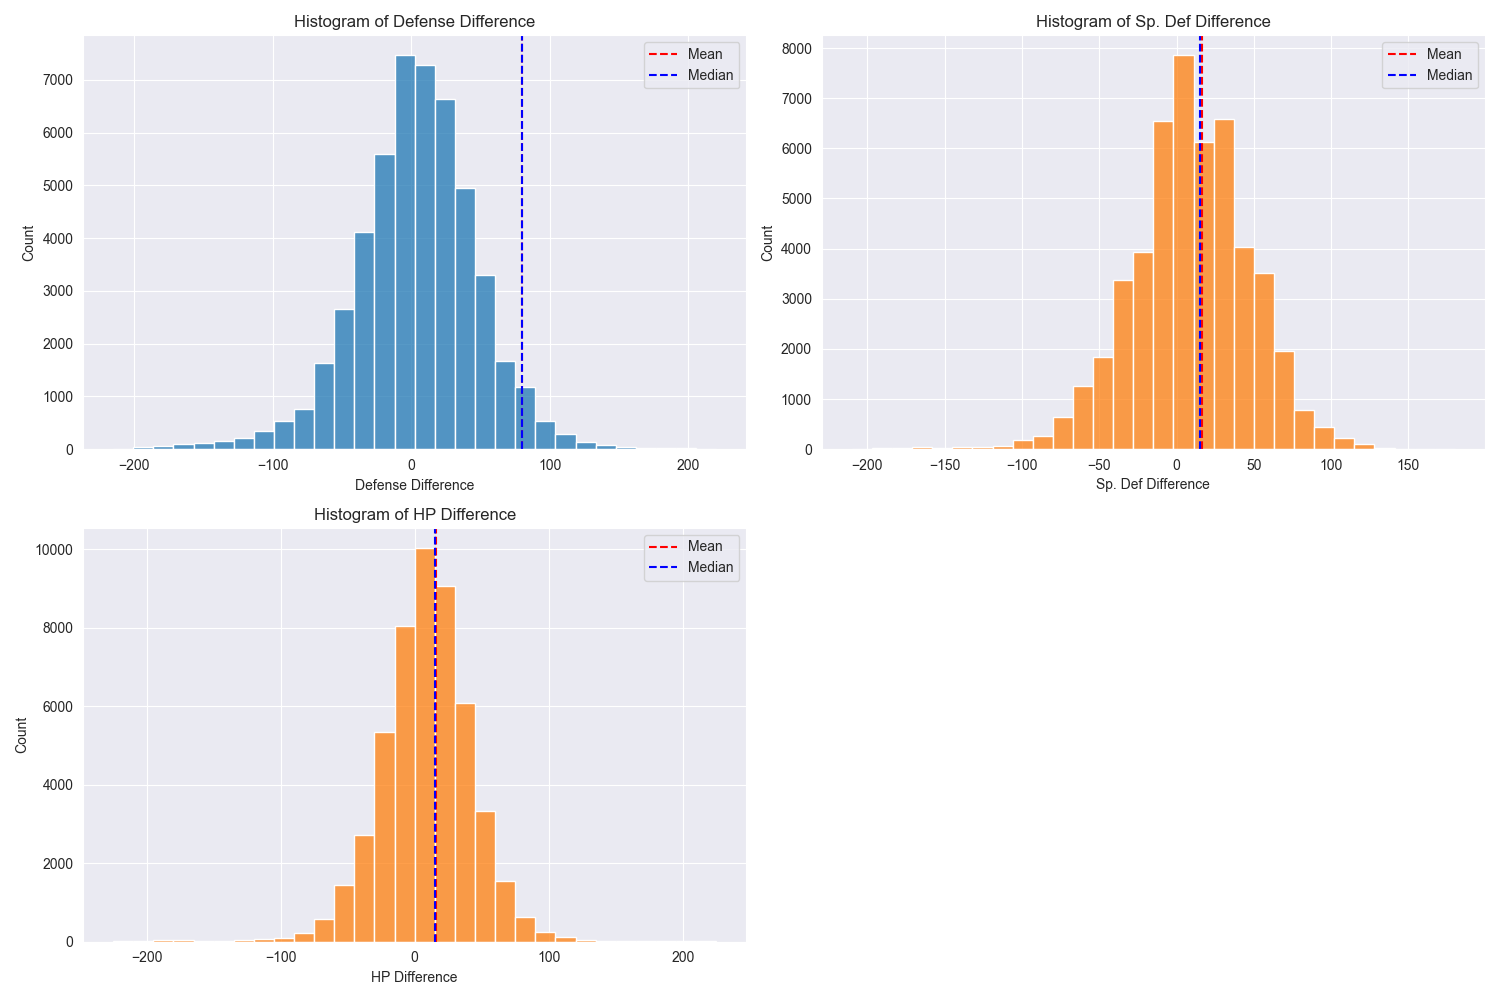 Histogram of Defense Difference
Mean
Median
7000
6000
5000
4000
3000
2000
1000
0
Count
−200
−100
0
100
200
Defense Difference
Histogram of Sp. Def Difference
Mean
Median
8000
7000
6000
5000
4000
3000
2000
1000
0
Count
−200
−150
−100
−50
0
50
100
150
Sp. Def Difference
Histogram of HP Difference
Mean
Median
10000
8000
6000
4000
2000
0
Count
−200
−100
0
100
200
HP Difference